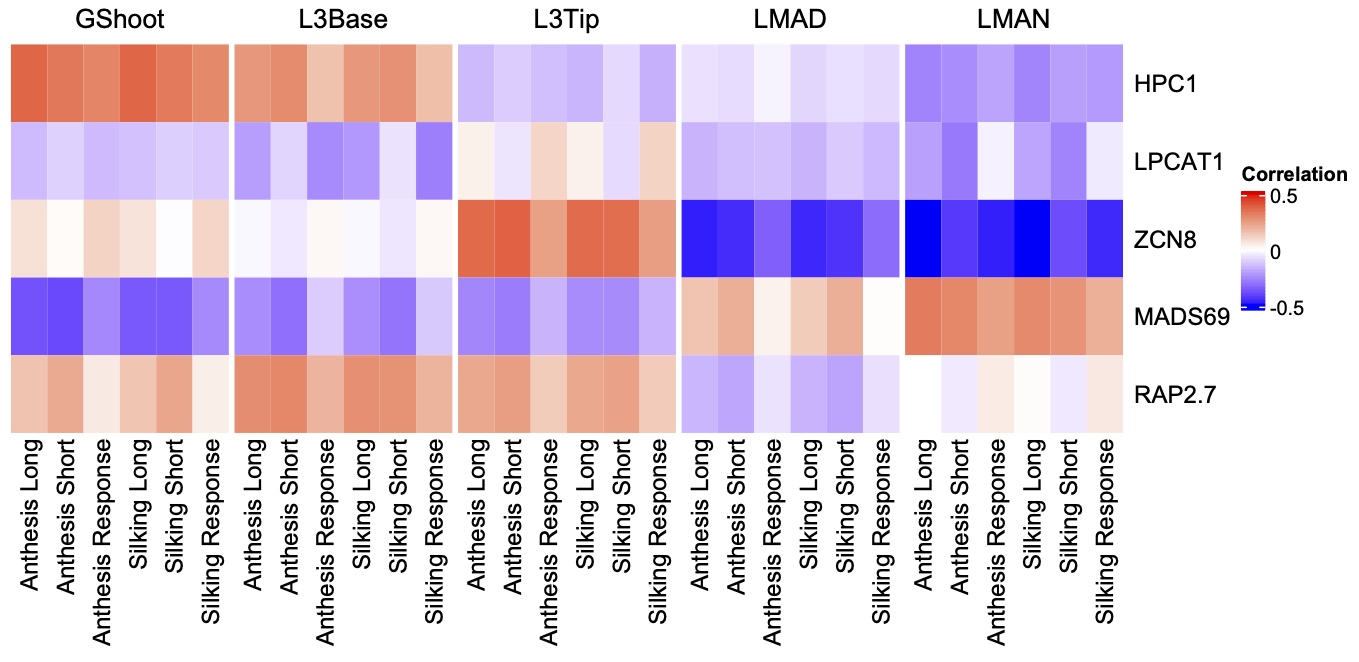 GShoot L3Base L3Tip LMAD LMAN
HPC1
LPCAT1
ZCN8
MADS69
RAP2.7
Correlation
0.5
0
-0.5
Anthesis Long
Anthesis Short
Anthesis Response
Silking Long
Silking Short
Silking Response
Anthesis Long
Anthesis Short
Anthesis Response
Silking Long
Silking Short
Silking Response
Anthesis Long
Anthesis Short
Anthesis Response
Silking Long
Silking Short
Silking Response
Anthesis Long
Anthesis Short
Anthesis Response
Silking Long
Silking Short
Silking Response
Anthesis Long
Anthesis Short
Anthesis Response
Silking Long
Silking Short
Silking Response